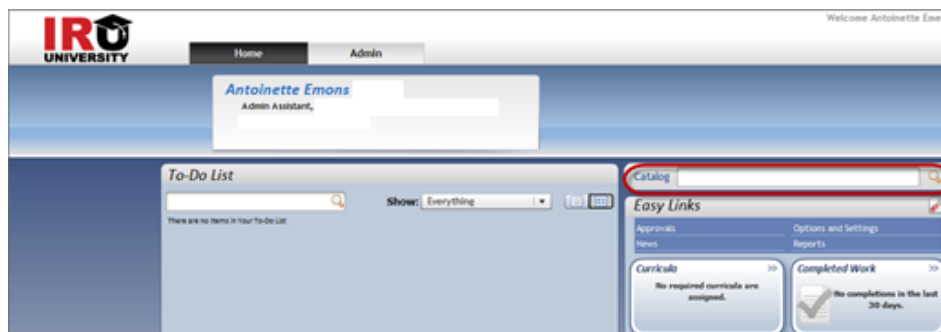 Welcome Antoinette Eme
IRU
UNIVERSITY
Home
Admin
Antoinette Emons
Admin Assistant,
To-Do List
Show: Everything
There are no items in Your To-Do List
Catalog
Easy Links
Approvals
Options and Settings
News
Reports
Curricula >>
No required curricula are
assigned.
Completed Work >>
No completions in the last
30 days.